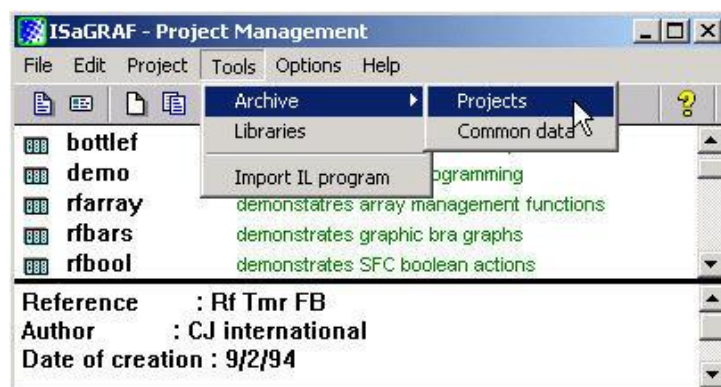 ISaGRAF - Project Management
File Edit Project Tools Options Help
Archive Projects
Libraries Common data
Import IL program
bottlef
demo ogramming
rfarray demonstatres array management functions
rfbars demonstrates graphic bra graphs
rfbool demonstrates SFC boolean actions
Reference : Rf Tmr FB
Author : CJ international
Date of creation : 9/2/94